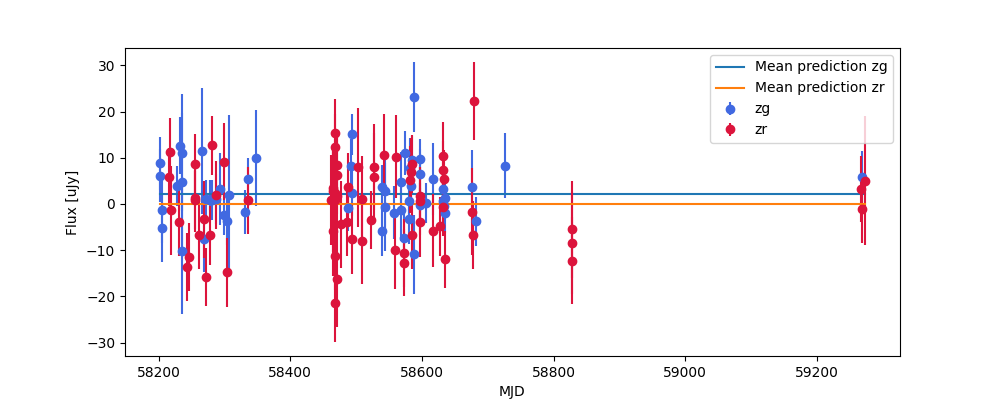 Flux [uJy]
30
20
10
0
−10
−20
−30
58200
58400
58600
58800
59000
59200
MJD
Mean prediction zg
Mean prediction zr
zg
zr